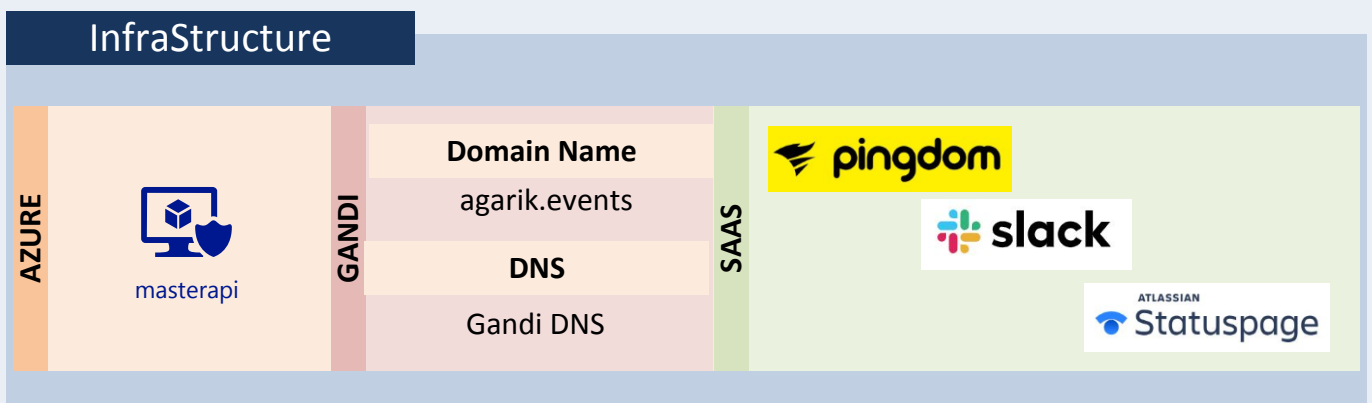 InfraStructure
AZURE
masterapi
GANDI
Domain Name
agarik.events
DNS
Gandi DNS
SAAS
pingdom
slack
ATLASSIAN
Statuspage